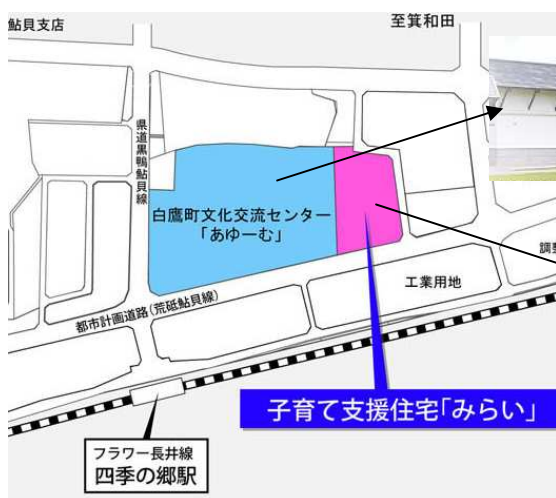 鮎貝支店
至箕和田
県道黒鴨鮎貝線
白鷹町文化交流センター
「あゆーむ」
調整
工業用地
都市計画道路(荒砥鮎貝線)
子育て支援住宅「みらい」
フラワー長井線
四季の郷駅